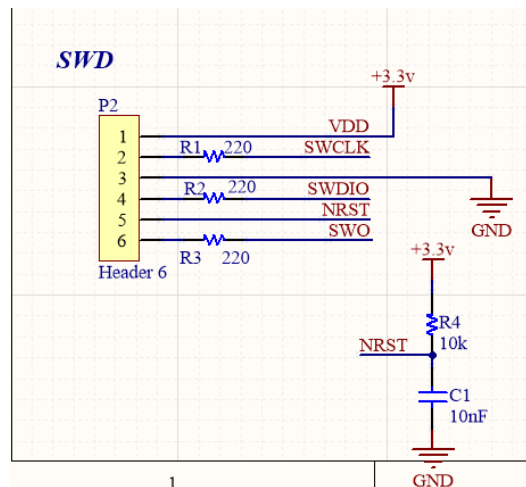 SWD
+3.3v
P2
1 VDD
2 R1 220 SWCLK
3
4 R2 220 SWDIO
5 NRST
6 SWO
R3 220
Header 6
GND
+3.3v
R4
NRST 10k
C1
10nF
GND
1